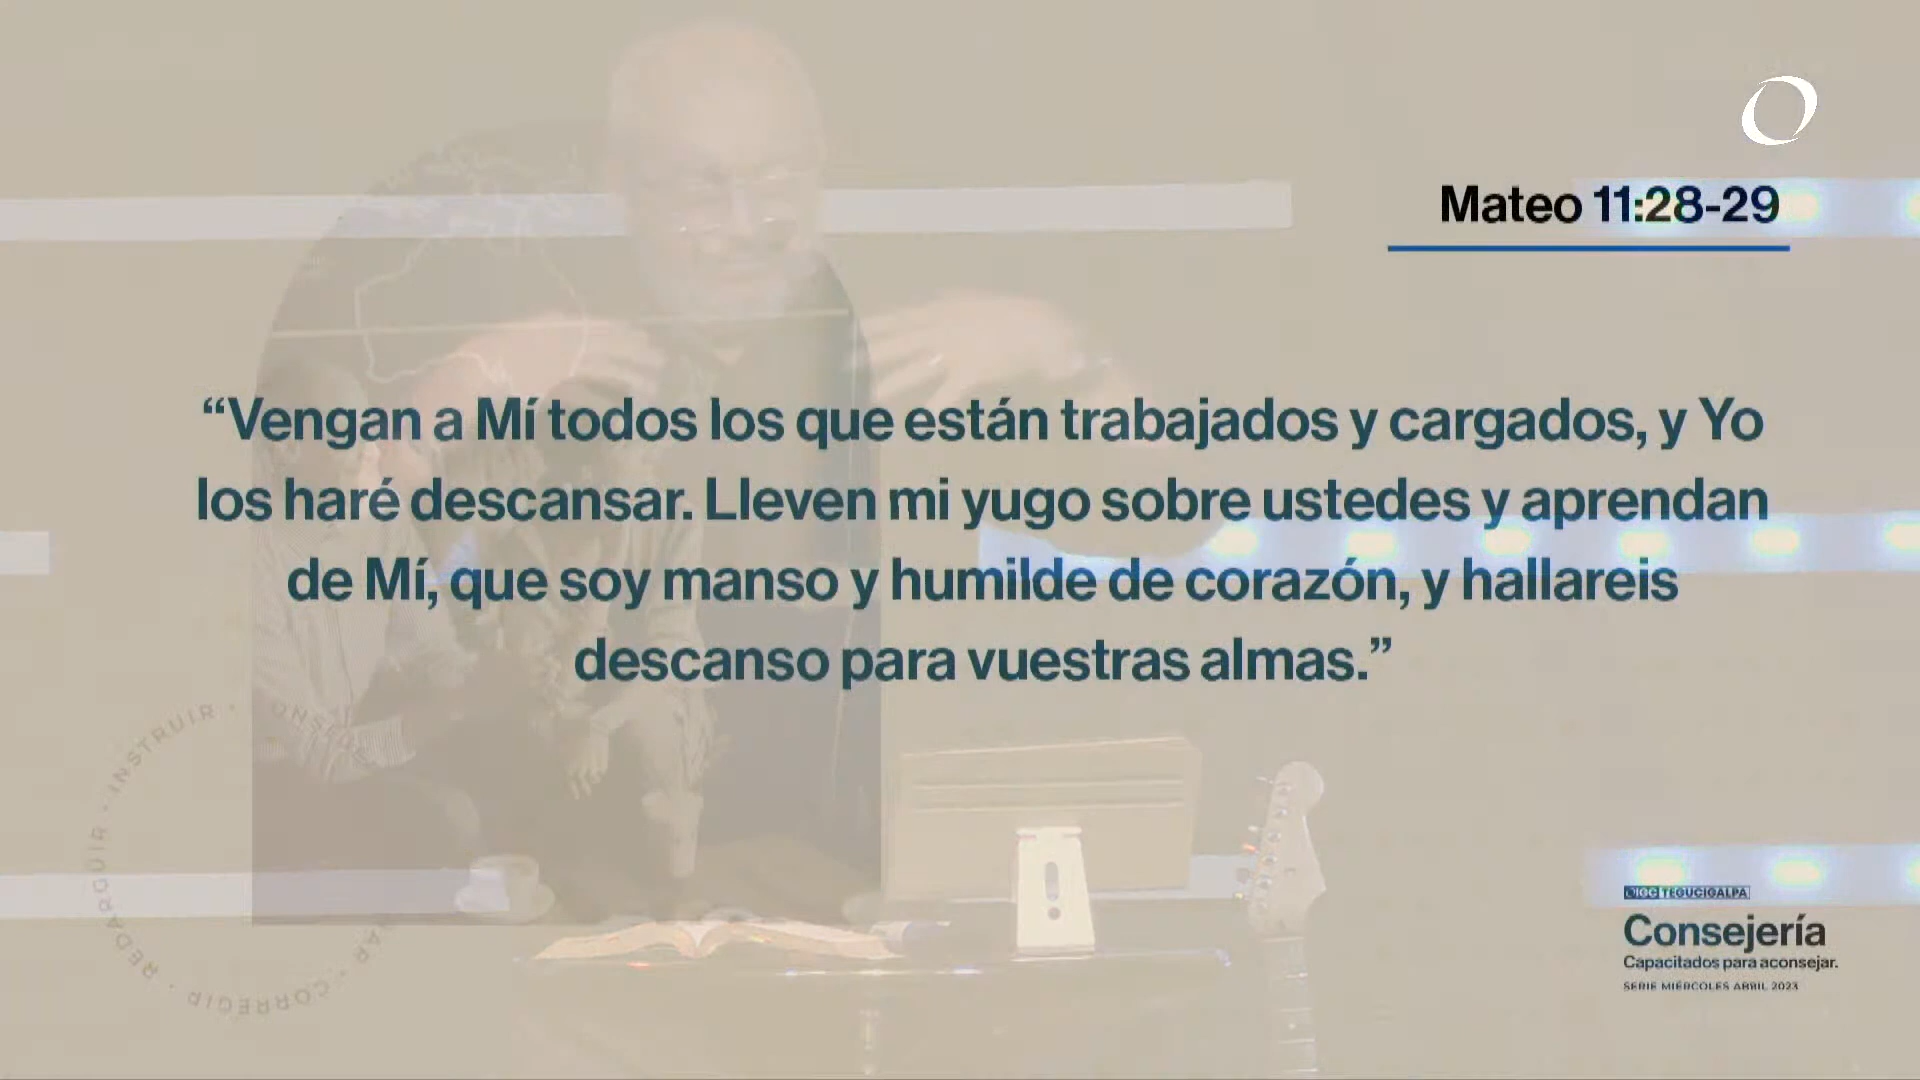 Mateo 11:28-29
“Vengan a Mí todos los que están trabajados y cargados, y Yo
los haré descansar. Lleven mi yugo sobre ustedes y aprendan
de Mí, que soy manso y humilde de corazón, y hallareis
descanso para vuestras almas.”
REDARGUIR · INSTRUIR ·
CORREGIR ·
ICC TEGUCIGALPA
Consejería
Capacitados para aconsejar.
SERIE MIÉRCOLES ABRIL 2023